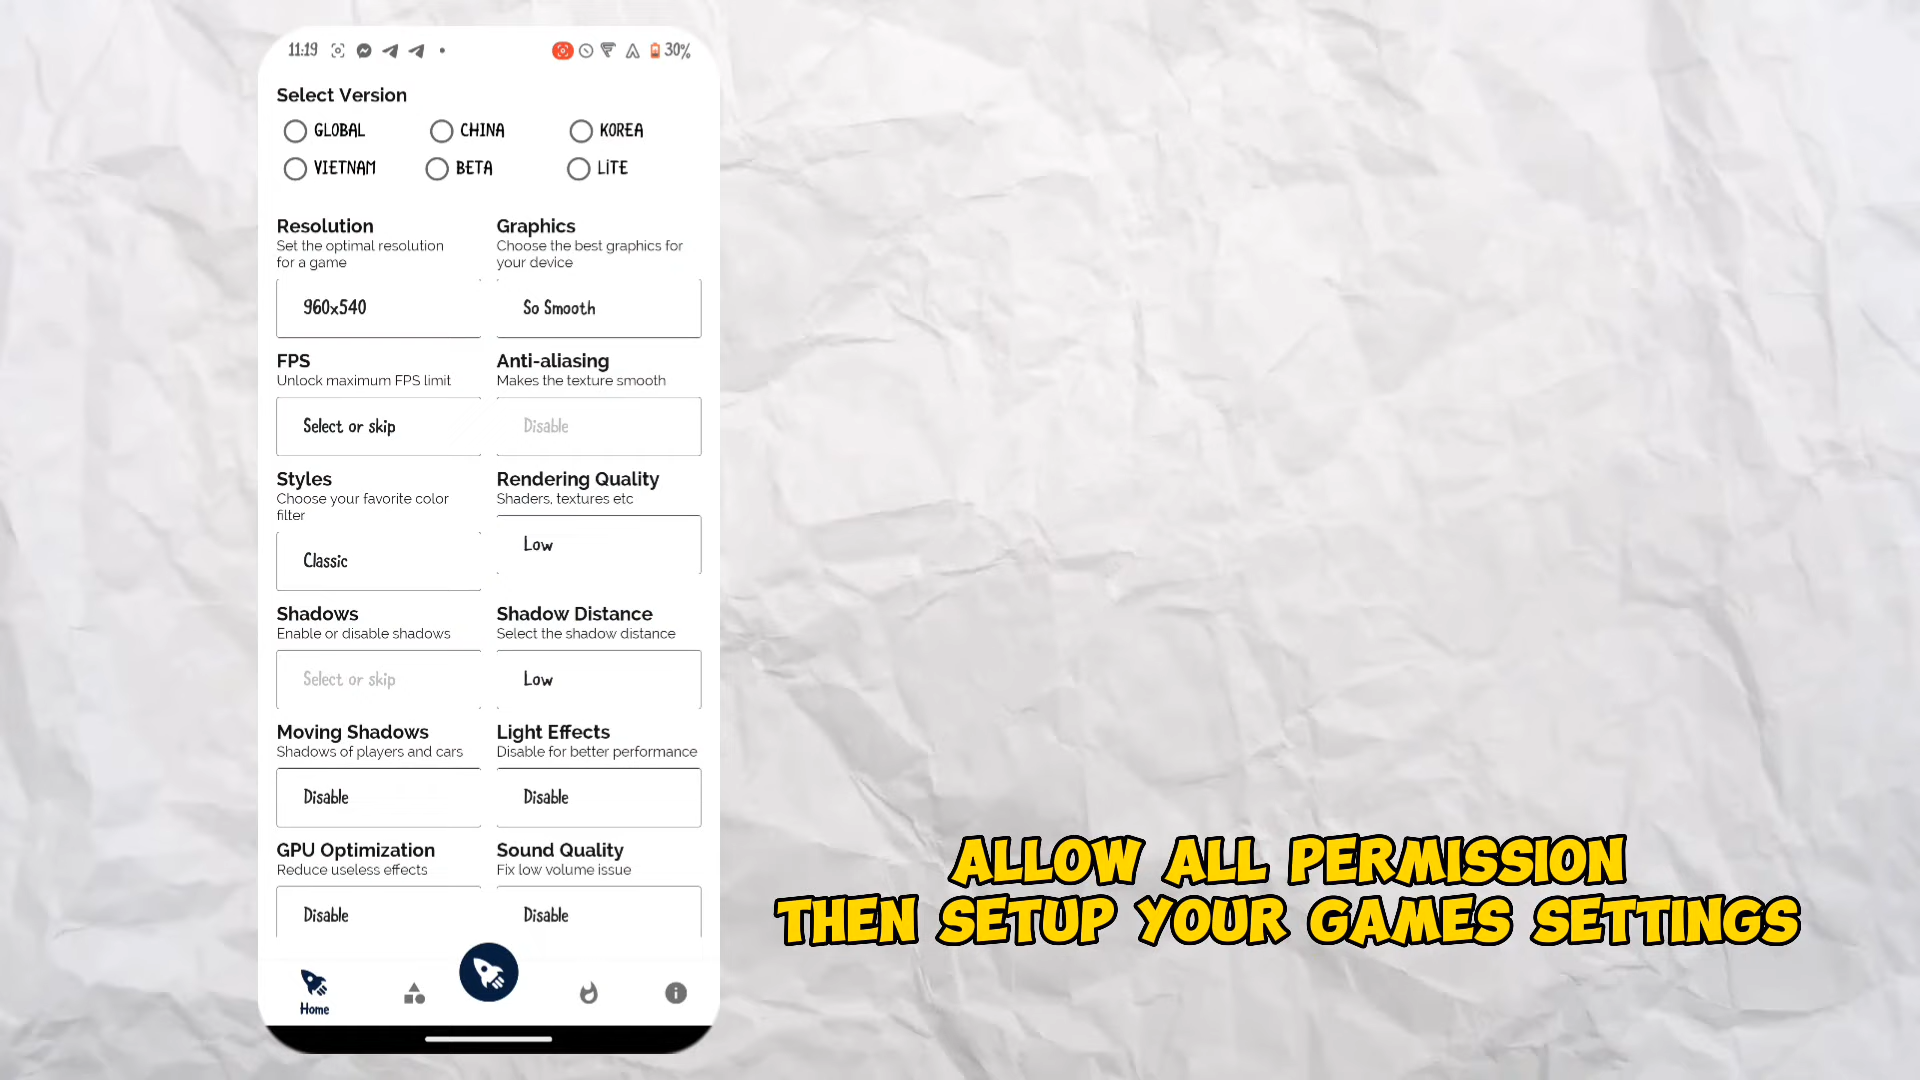 11:19
30%
Select Version
GLOBAL
CHINA
KOREA
VIETNAM
BETA
LITE
Resolution
Set the optimal resolution
for a game
960x540
Graphics
Choose the best graphics for
your device
So Smooth
FPS
Unlock maximum FPS limit
Select or skip
Anti-aliasing
Makes the texture smooth
Disable
Styles
Choose your favorite color
filter
Classic
Rendering Quality
Shaders, textures etc
Low
Shadows
Enable or disable shadows
Select or skip
Shadow Distance
Select the shadow distance
Low
Moving Shadows
Shadows of players and cars
Disable
Light Effects
Disable for better performance
Disable
GPU Optimization
Reduce useless effects
Disable
Sound Quality
Fix low volume issue
Disable
Home
ALLOW ALL PERMISSION
THEN SETUP YOUR GAMES SETTINGS